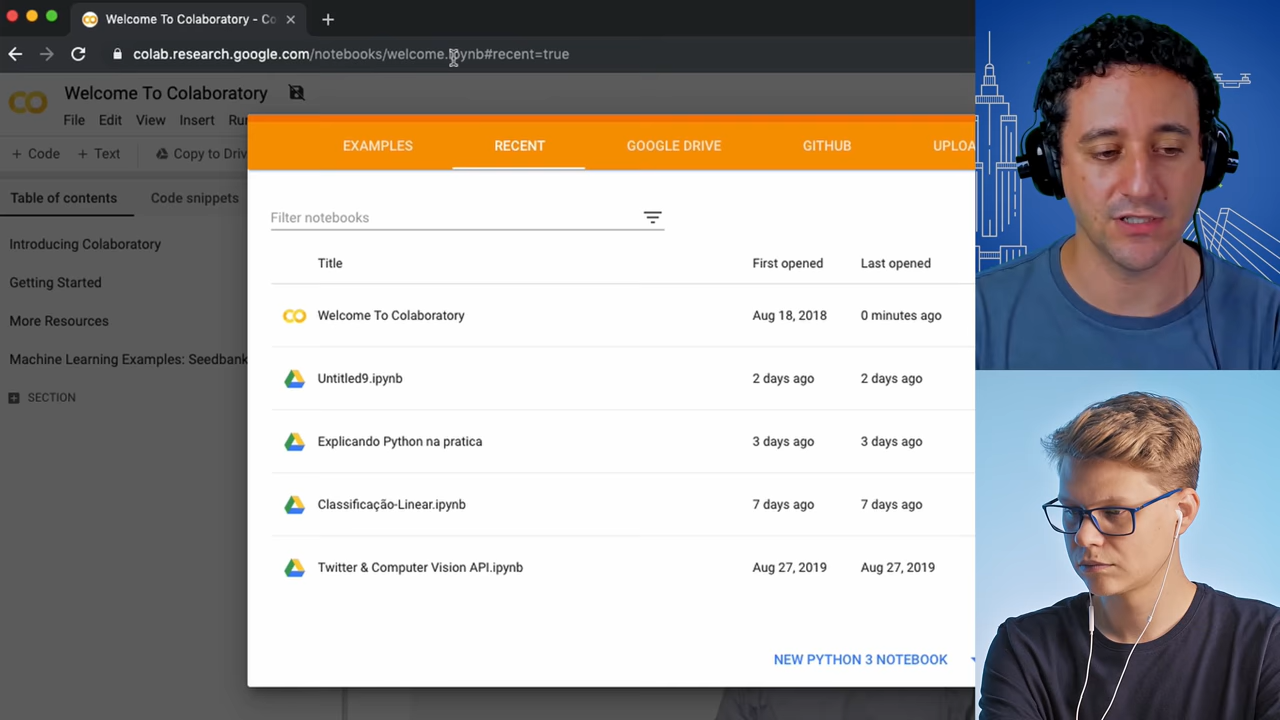 Welcome To Colaboratory - Co
colab.research.google.com/notebooks/welcome.ipynb#recent=true
Welcome To Colaboratory
File Edit View Insert Ru
+ Code + Text Copy to Driv
Table of contents Code snippets
Introducing Colaboratory
Getting Started
More Resources
Machine Learning Examples: Seedbank
SECTION
EXAMPLES RECENT GOOGLE DRIVE GITHUB UPLOA
Filter notebooks
Title First opened Last opened
Welcome To Colaboratory Aug 18, 2018 0 minutes ago
Untitled9.ipynb 2 days ago 2 days ago
Explicando Python na pratica 3 days ago 3 days ago
Classificação-Linear.ipynb 7 days ago 7 days ago
Twitter & Computer Vision API.ipynb Aug 27, 2019 Aug 27, 2019
NEW PYTHON 3 NOTEBOOK